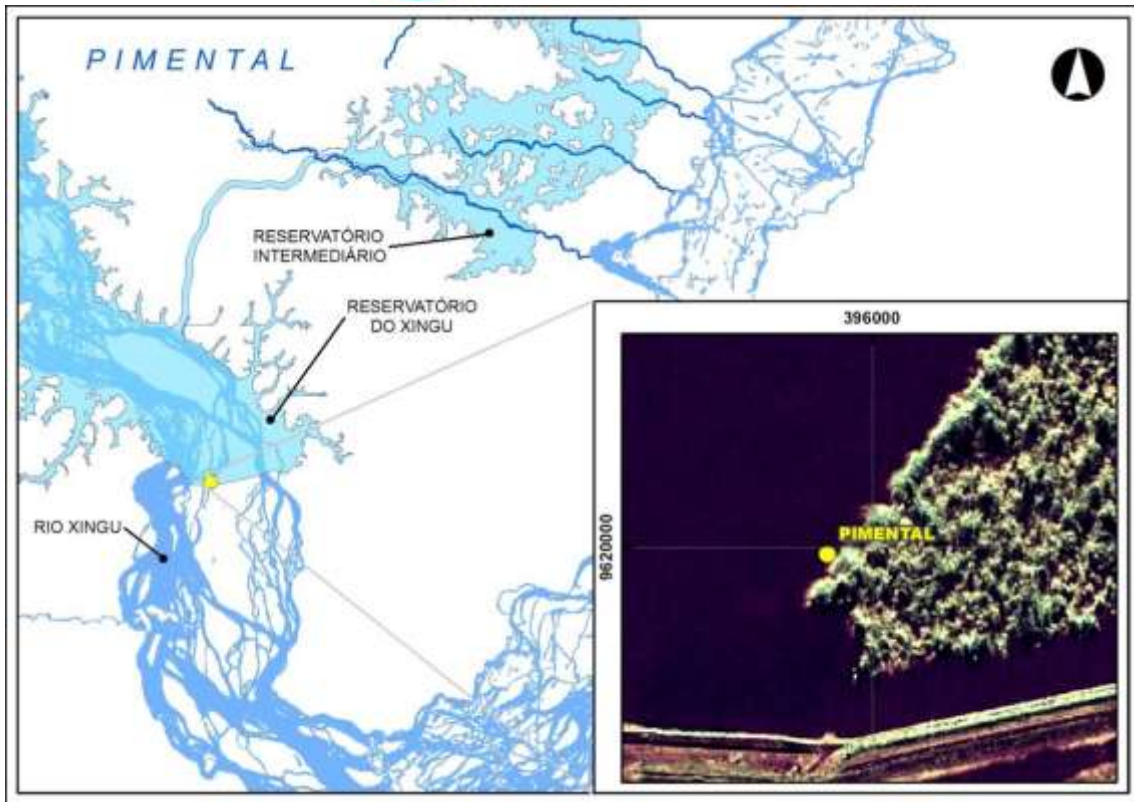 PIMENTAL
RESERVATÓRIO
INTERMEDIÁRIO
RESERVATÓRIO
DO XINGU
RIO XINGU
396000
9620000
PIMENTAL